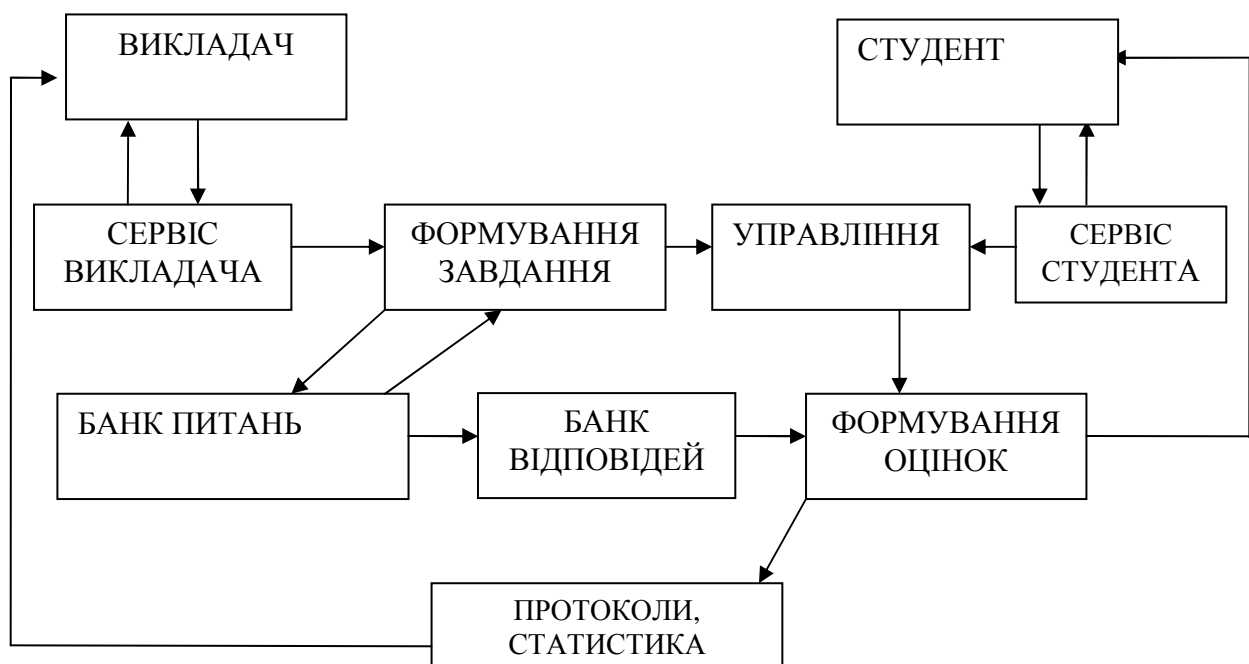 ВИКЛАДАЧ
СТУДЕНТ
СЕРВІС
ВИКЛАДАЧА
ФОРМУВАННЯ
ЗАВДАННЯ
УПРАВЛІННЯ
СЕРВІС
СТУДЕНТА
БАНК ПИТАНЬ
БАНК
ВІДПОВІДЕЙ
ФОРМУВАННЯ
ОЦІНОК
ПРОТОКОЛИ,
СТАТИСТИКА